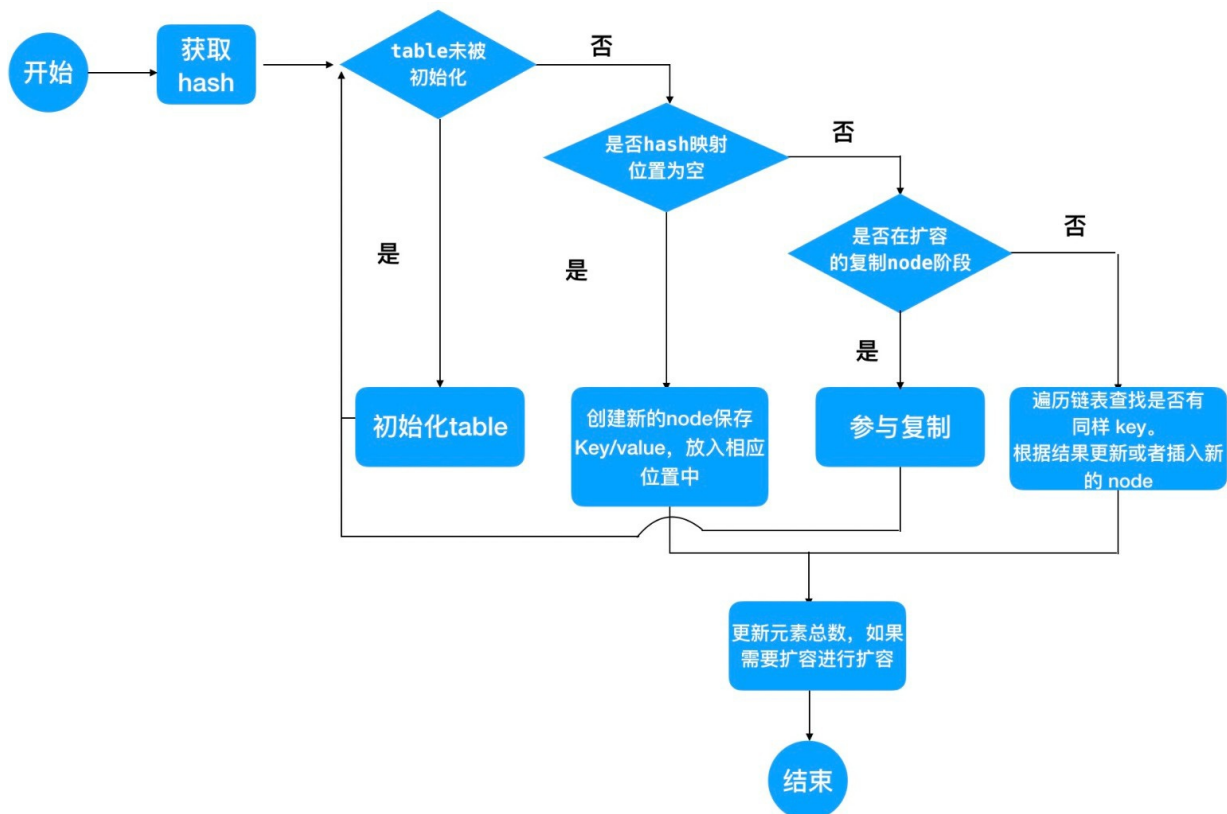 开始
获取
hash
table未被
初始化
否
是否hash映射
位置为空
否
是否在扩容
的复制node阶段
否
是
是
是
初始化table
创建新的node保存
Key/value，放入相应
位置中
参与复制
遍历链表查找是否有
同样 key。
根据结果更新或者插入新
的 node
更新元素总数，如果
需要扩容进行扩容
结束